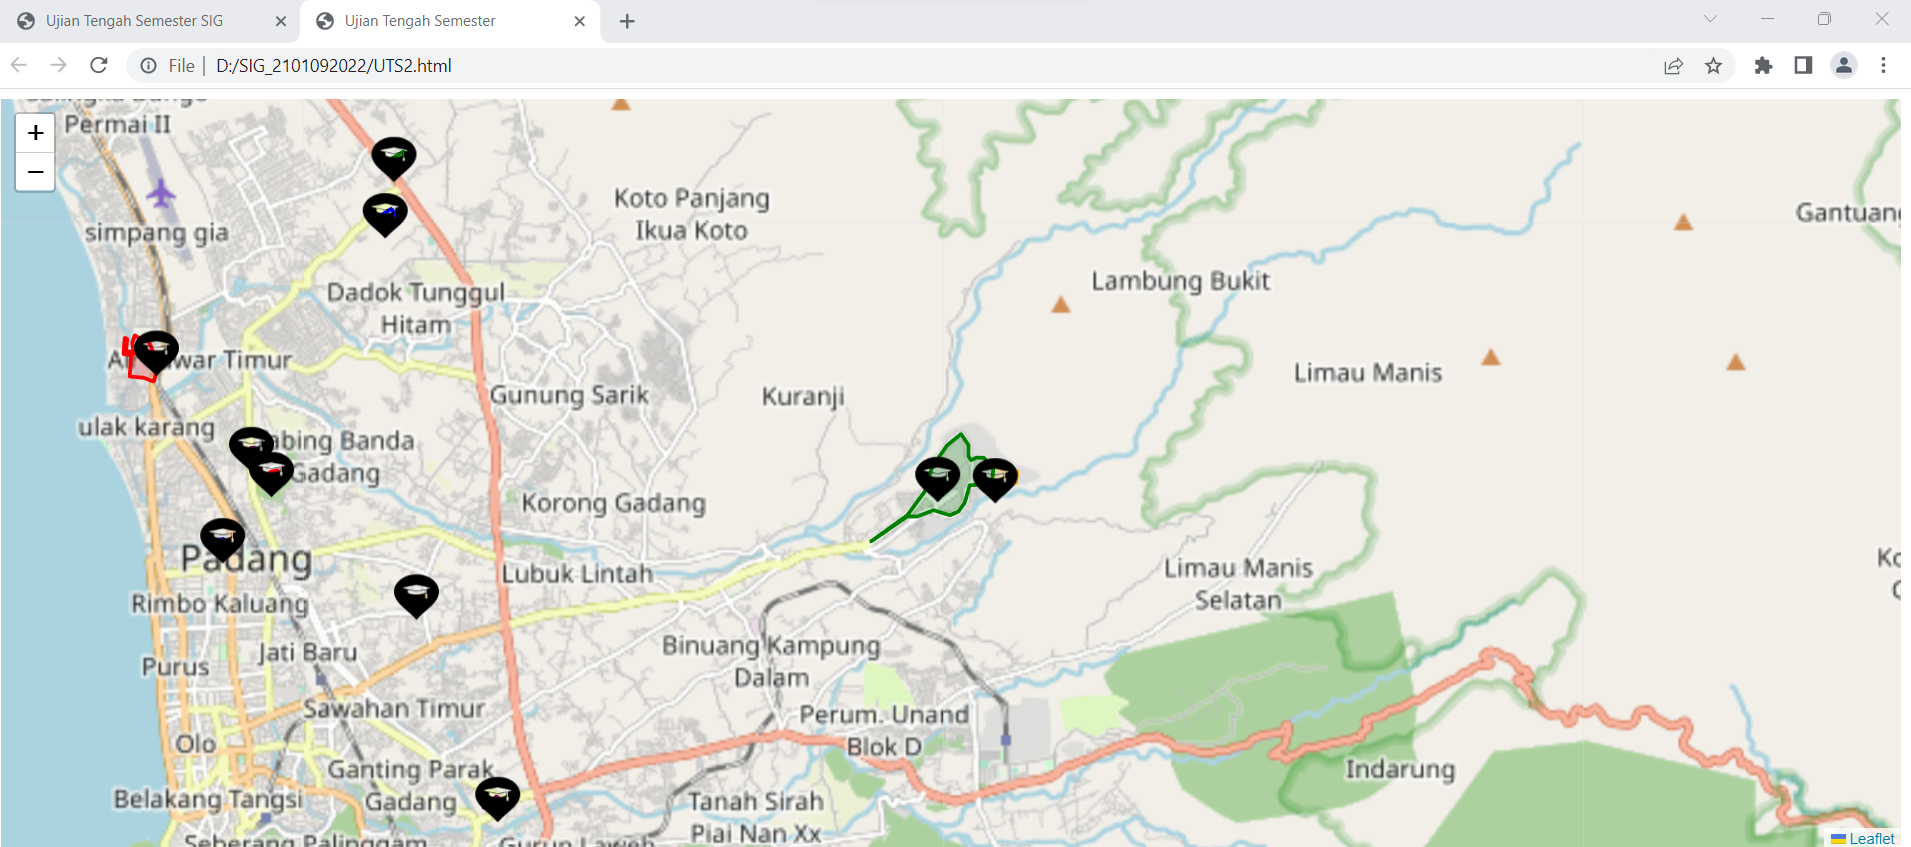 Ujian Tengah Semester SIG
Ujian Tengah Semester
File
D:/SIG_2101092022/UTS2.html
+
−
Permai II
simpang gia
Koto Panjang
Ikua Koto
Gantuang
Lambung Bukit
Dadok Tunggul
Hitam
Timur
Limau Manis
Gunung Sarik
Kuranji
ulak karang
Banda
Gadang
Korong Gadang
Padang
Lubuk Lintah
Limau Manis
Selatan
Rimbo Kaluang
Jati Baru
Purus
Binuang Kampung
Dalam
Sawahan Timur
Perum. Unand
Blok D
Olo
Ganting Parak
Gadang
Indarung
Belakang Tangsi
Tanah Sirah
Piai Nan Xx
Seberang Palinggam
Leaflet